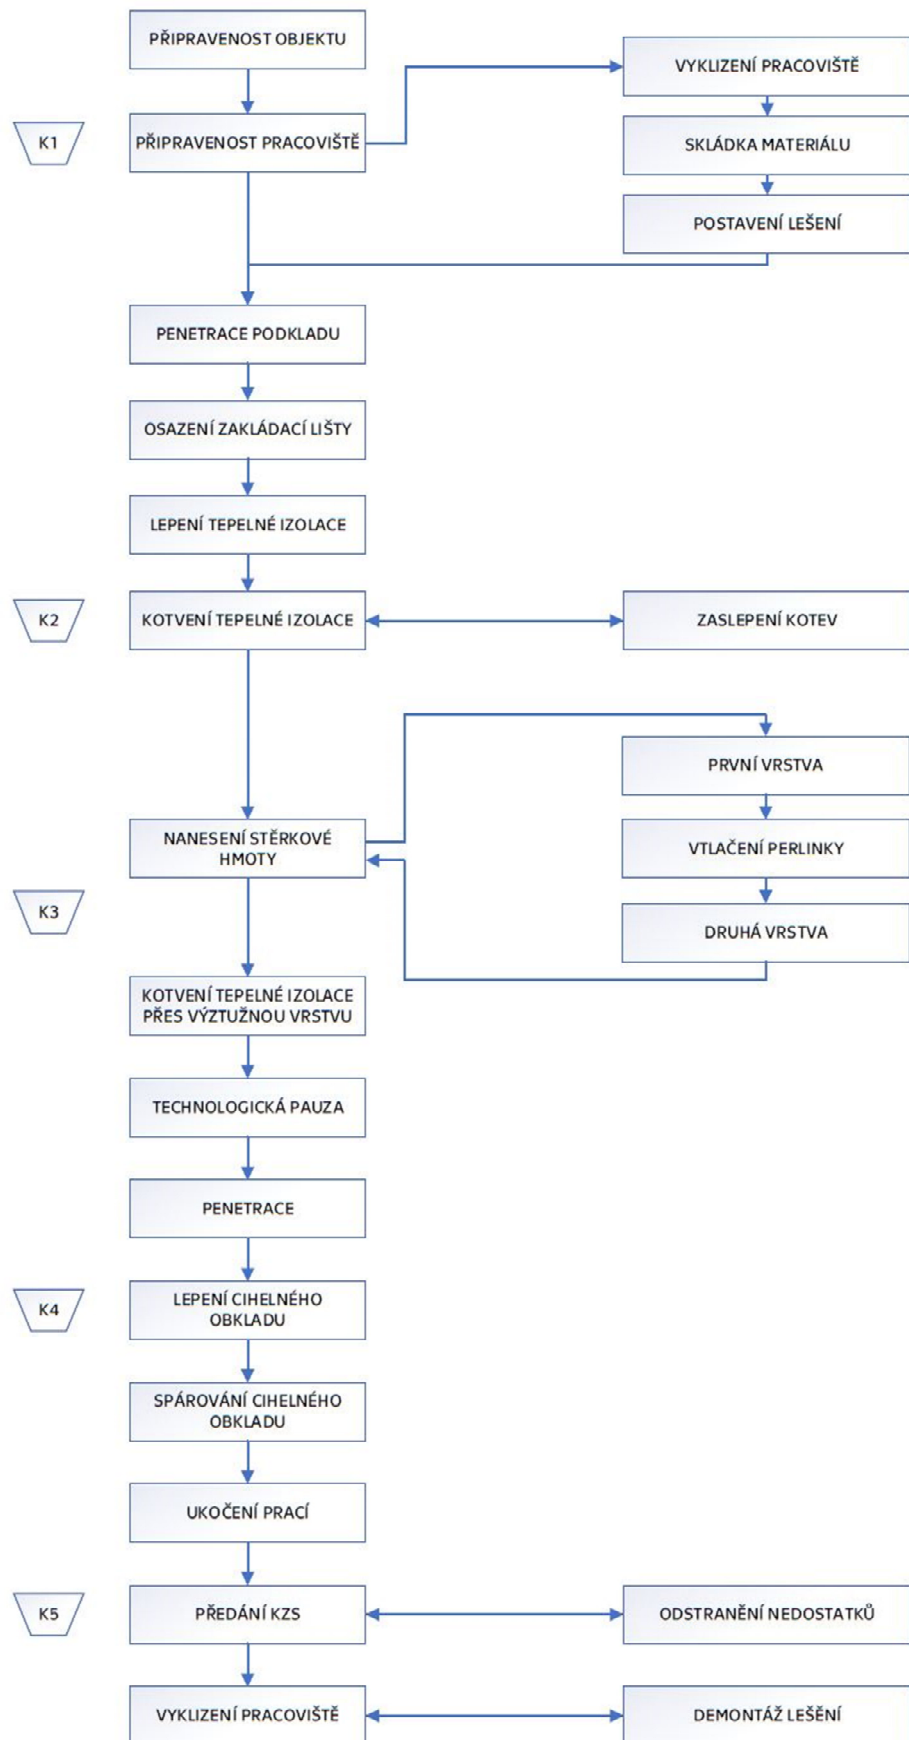 PŘIPRAVENOST OBJEKTU
VYKLIZENÍ PRACOVIŠTĚ
K1
PŘIPRAVENOST PRACOVIŠTĚ
SKLÁDKA MATERIÁLU
POSTAVENÍ LEŠENÍ
PENETRACE PODKLADU
OSAZENÍ ZAKLÁDACÍ LIŠTY
LEPENÍ TEPELNÉ IZOLACE
K2
KOTVENÍ TEPELNÉ IZOLACE
ZASLEPENÍ KOTEV
PRVNÍ VRSTVA
NANESENÍ STĚRKOVÉ
HMOTY
VTLAČENÍ PERLINKY
K3
DRUHÁ VRSTVA
KOTVENÍ TEPELNÉ IZOLACE
PŘES VÝZTUŽNOU VRSTVU
TECHNOLOGICKÁ PAUZA
PENETRACE
K4
LEPENÍ CIHELNÉHO
OBKLADU
SPÁROVÁNÍ CIHELNÉHO
OBKLADU
UKOČENÍ PRACÍ
K5
PŘEDÁNÍ KZS
ODSTRANĚNÍ NEDOSTATKŮ
VYKLIZENÍ PRACOVIŠTĚ
DEMONTÁŽ LEŠĚNÍ